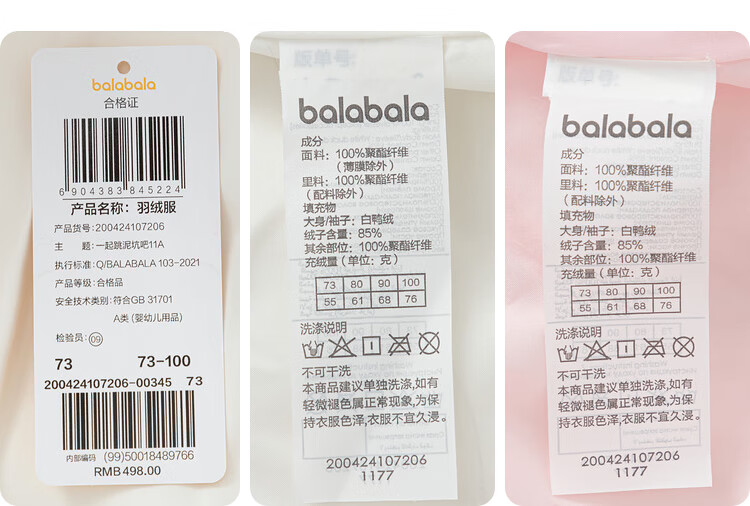 balabala
合格证
6904383845224
产品名称: 羽绒服
产品货号: 200424107206
主 题: 一起跳泥坑吧11A
执行标准: Q/BALABALA 103-2021
产品等级: 合格品
安全技术类别: 符合GB 31701
A类 (婴幼儿用品)
检验员: 09
73 73-100
200424107206-00345 73
内部编码 (99)50018489766
RMB498.00
版单号:
balabala
成分
面料: 100%聚酯纤维
(薄膜除外)
里料: 100%聚酯纤维
(配料除外)
填充物
大身/袖子: 白鸭绒
绒子含量: 85%
其余部位: 100%聚酯纤维
充绒量 (单位: 克)
73 80 90 100
55 61 68 76
洗涤说明
不可干洗
本商品建议单独洗涤,如有
轻微褪色属正常现象,为保
持衣服色泽,衣服不宜久浸。
200424107206
1177
版单号:
balabala
成分
面料: 100%聚酯纤维
里料: 100%聚酯纤维
(配料除外)
填充物
大身/袖子: 白鸭绒
绒子含量: 85%
其余部位: 100%聚酯纤维
充绒量 (单位: 克)
73 80 90 100
55 61 68 76
洗涤说明
不可干洗
本商品建议单独洗涤,如有
轻微褪色属正常现象,为保
持衣服色泽,衣服不宜久浸。
200424107206
1177